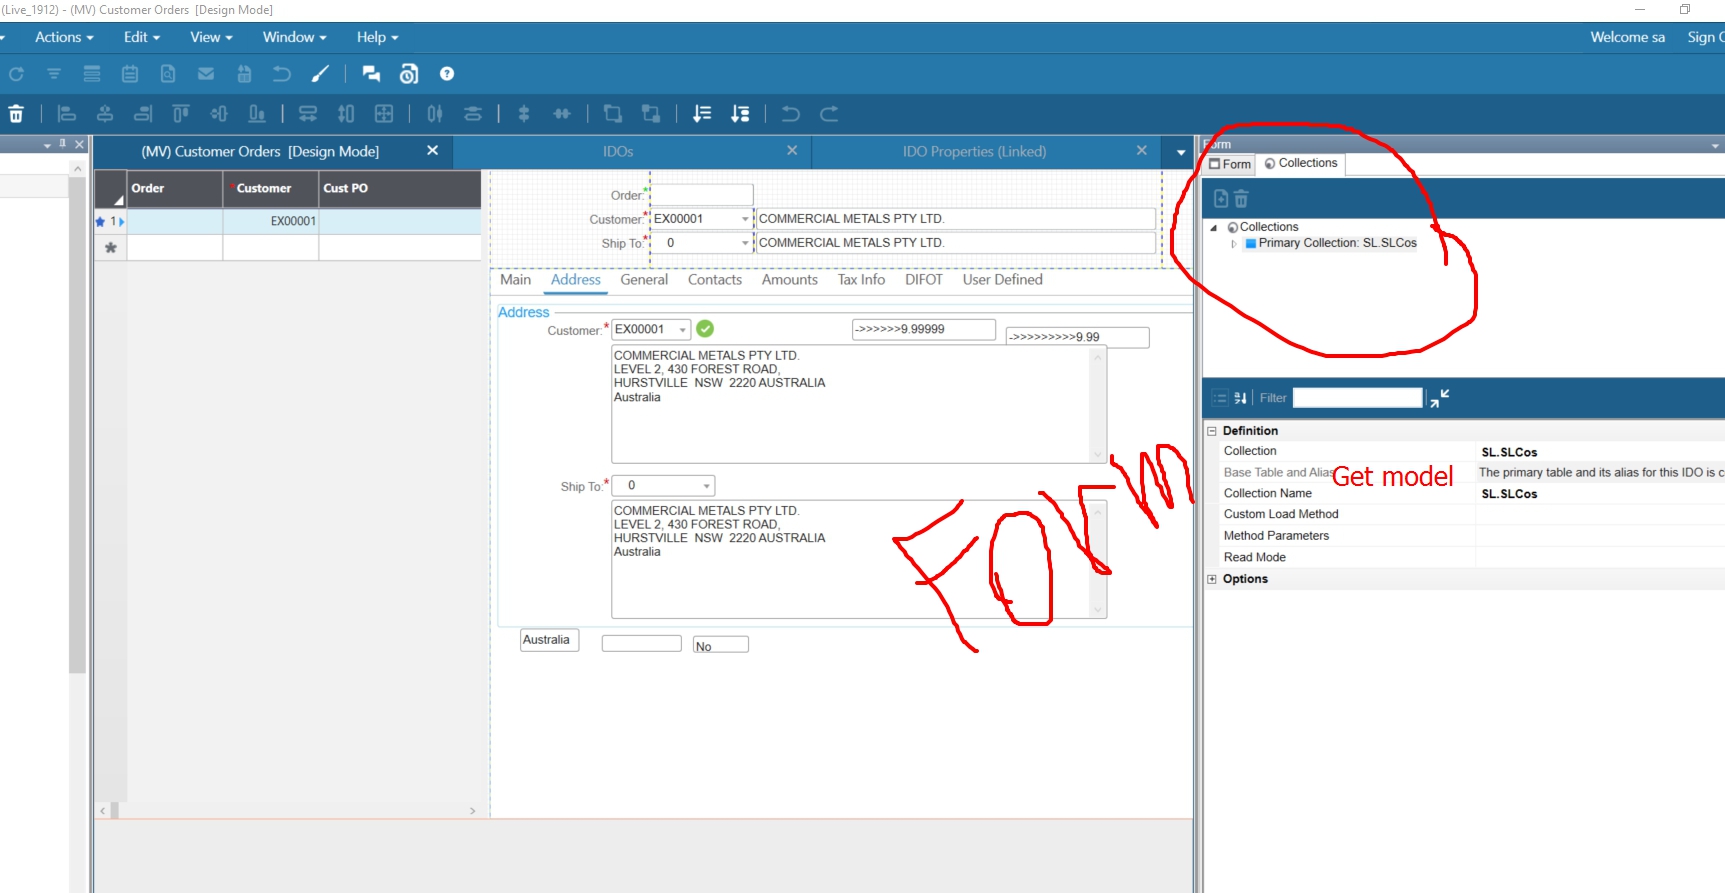 (Live_1912) - (MV) Customer Orders [Design Mode]
Actions Edit View Window Help Welcome sa Sign
(MV) Customer Orders [Design Mode] IDOs IDO Properties (Linked)
Form Collections
Order * Customer Cust PO
1 EX00001
Order:*
Customer:* EX00001 COMMERCIAL METALS PTY LTD.
Ship To:* 0 COMMERCIAL METALS PTY LTD.
Collections
Primary Collection: SL.SLCos
Main Address General Contacts Amounts Tax Info DIFOT User Defined
Address
Customer:* EX00001 ->>>>>>9.99999 ->>>>>>>>>9.99
COMMERCIAL METALS PTY LTD.
LEVEL 2, 430 FOREST ROAD,
HURSTVILLE NSW 2220 AUSTRALIA
Australia
Ship To:* 0
COMMERCIAL METALS PTY LTD.
LEVEL 2, 430 FOREST ROAD,
HURSTVILLE NSW 2220 AUSTRALIA
Australia
Australia No
Form
Filter
Definition
Collection SL.SLCos
Base Table and Alias The primary table and its alias for this IDO is c
Get model
Collection Name SL.SLCos
Custom Load Method
Method Parameters
Read Mode
Options